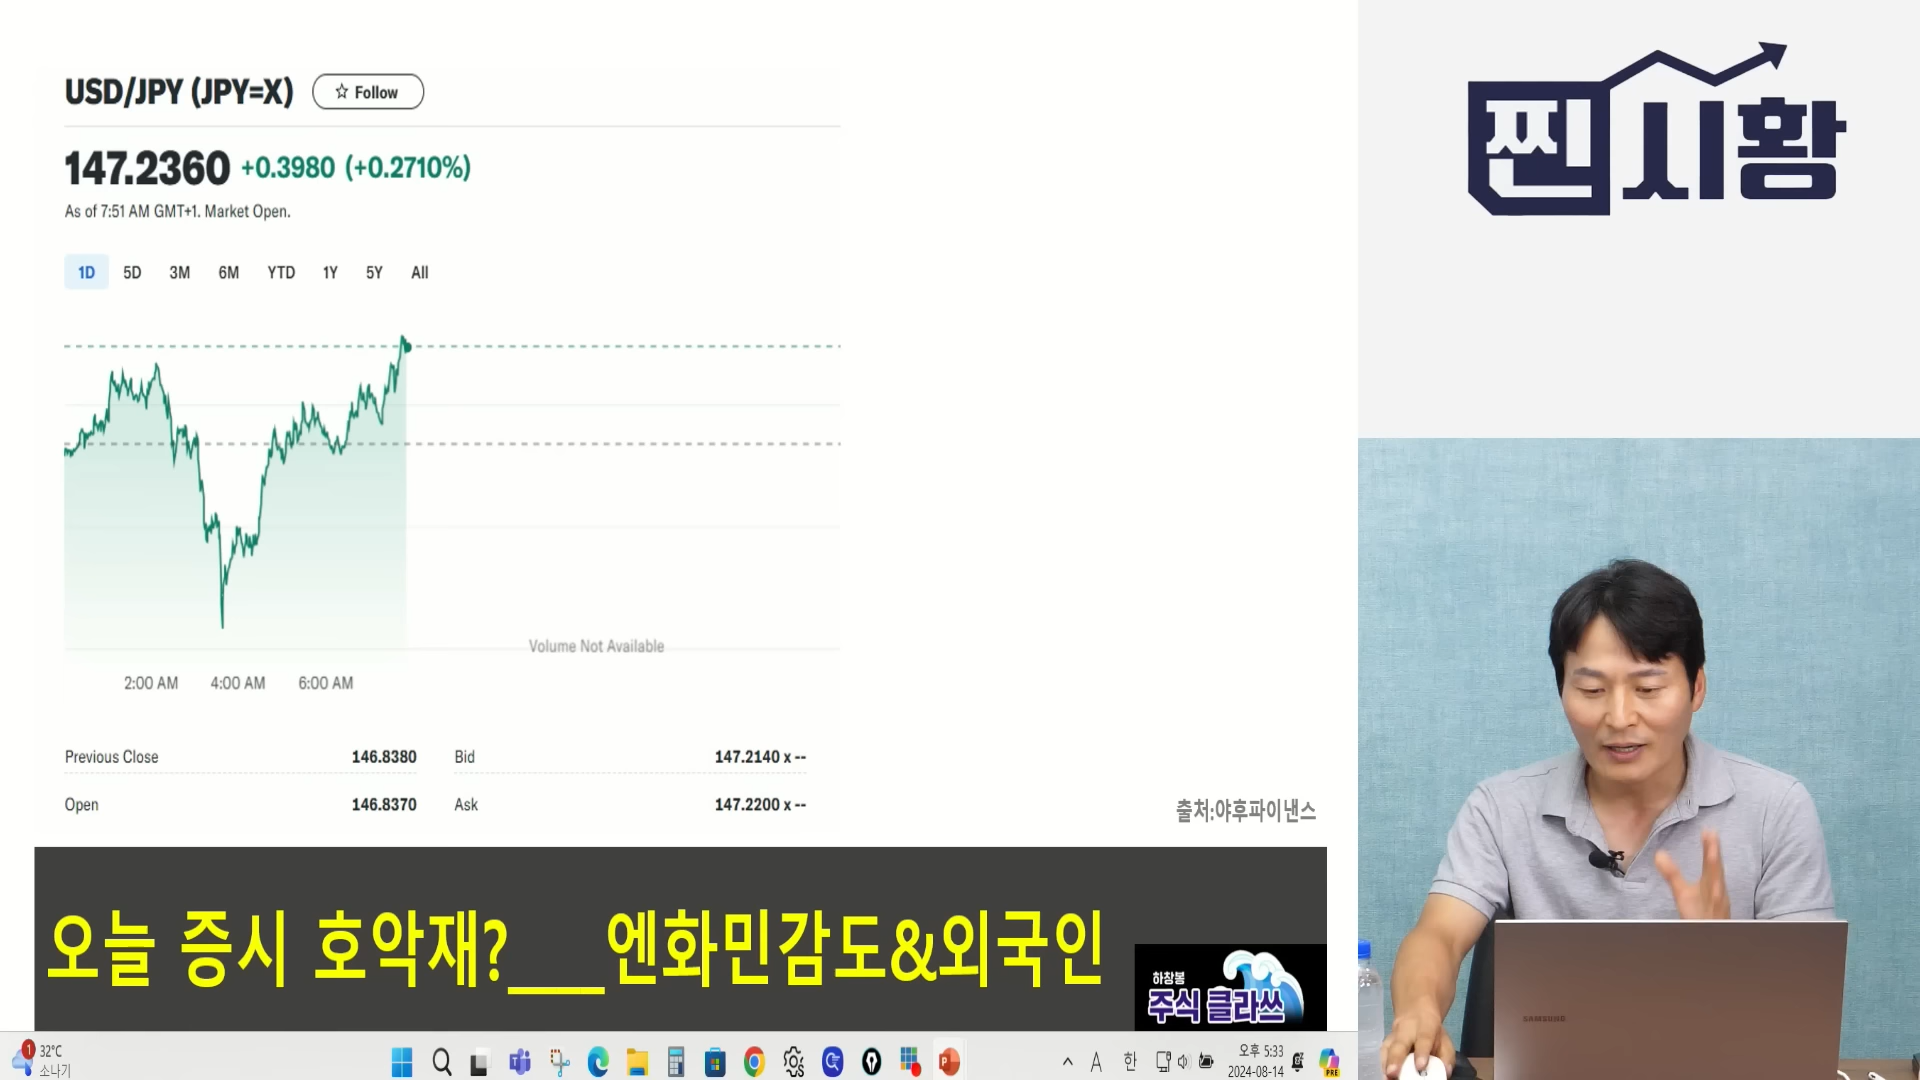 USD/JPY (JPY=X)
☆ Follow
147.2360 +0.3980 (+0.2710%)
As of 7:51 AM GMT+1. Market Open.
1D 5D 3M 6M YTD 1Y 5Y All
Volume Not Available
2:00 AM 4:00 AM 6:00 AM
Previous Close 146.8380 Bid 147.2140 x --
Open 146.8370 Ask 147.2200 x --
출처:야후파이낸스
오늘 증시 호악재?___엔화민감도&외국인
하창봉
주식 클라쓰
찐시황
SAMSUNG
1
32°C
소나기
A 한
오후 5:33
2024-08-14
PRE